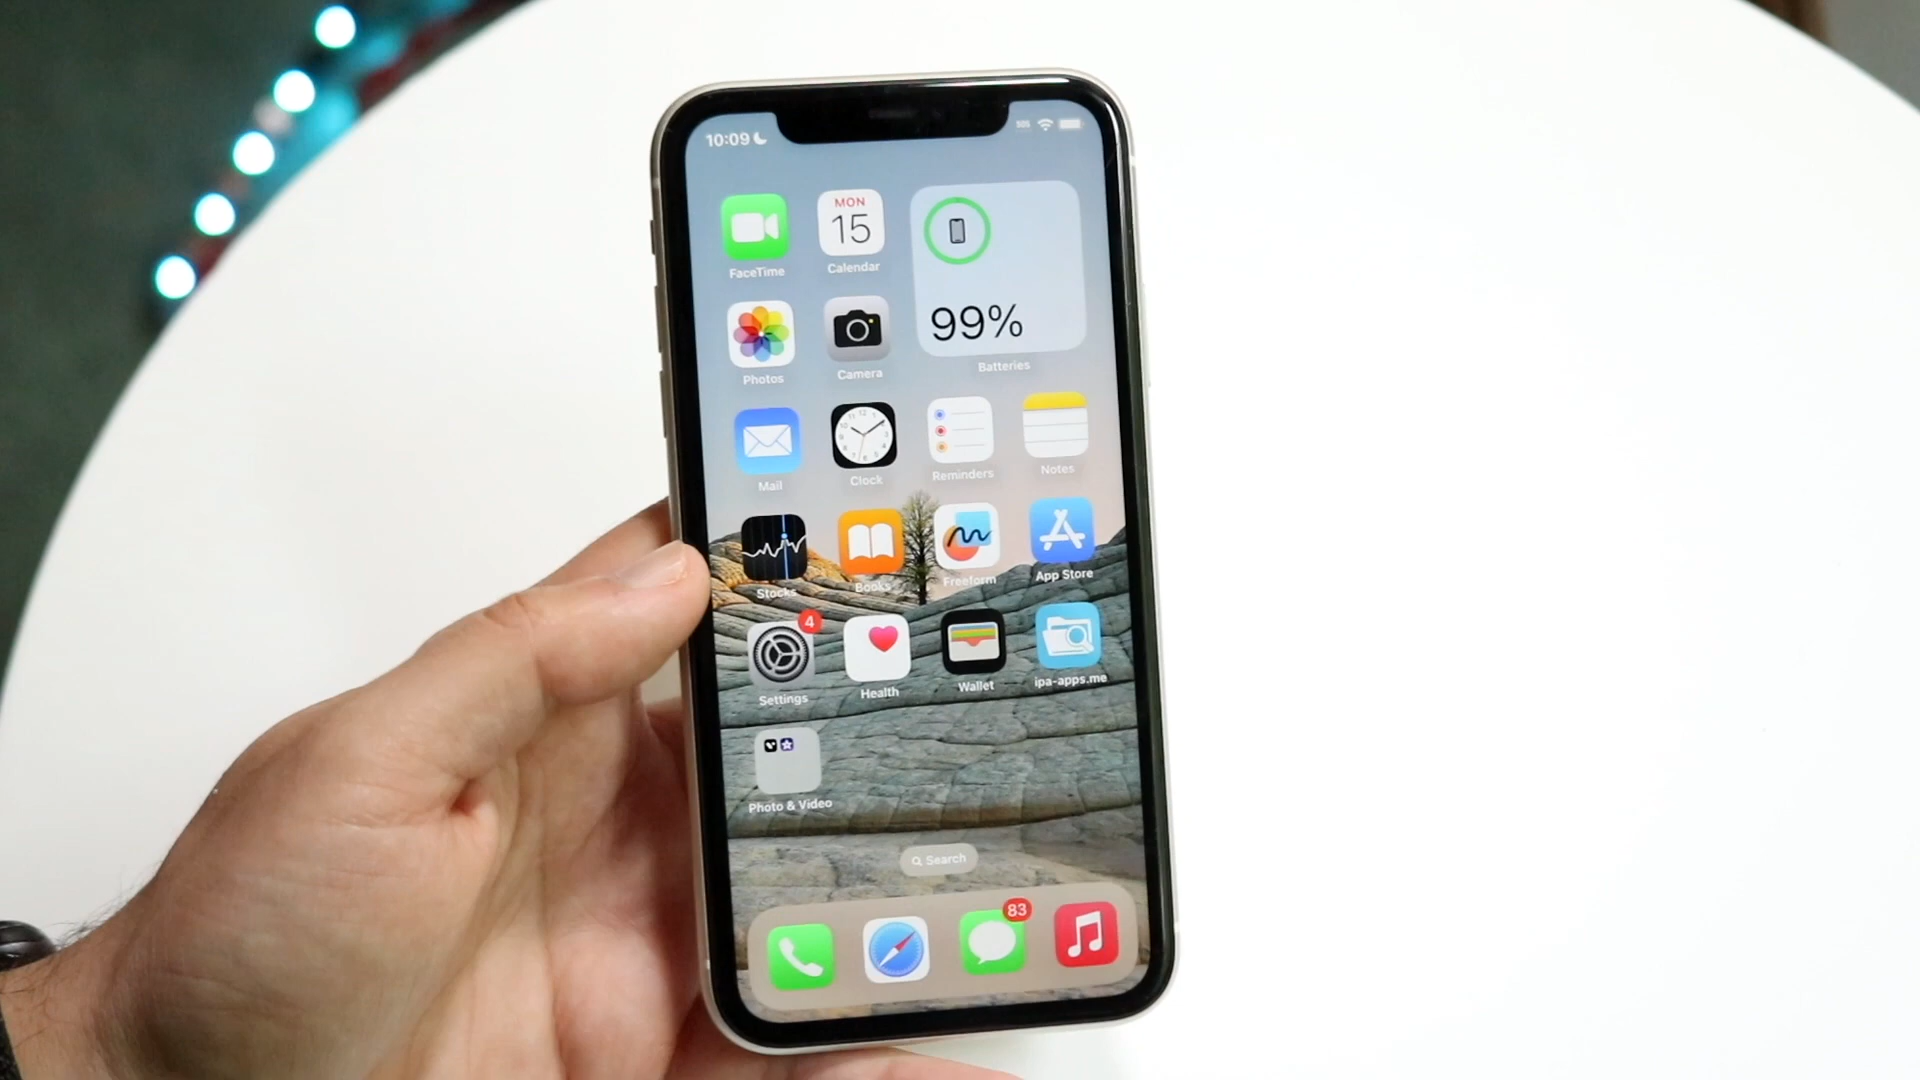 10:09
SOS
FaceTime
MON
15
Calendar
99%
Batteries
Photos
Camera
Mail
Clock
Reminders
Notes
Stocks
Books
Freeform
App Store
4
Settings
Health
Wallet
ipa-apps.me
Photo & Video
Search
83